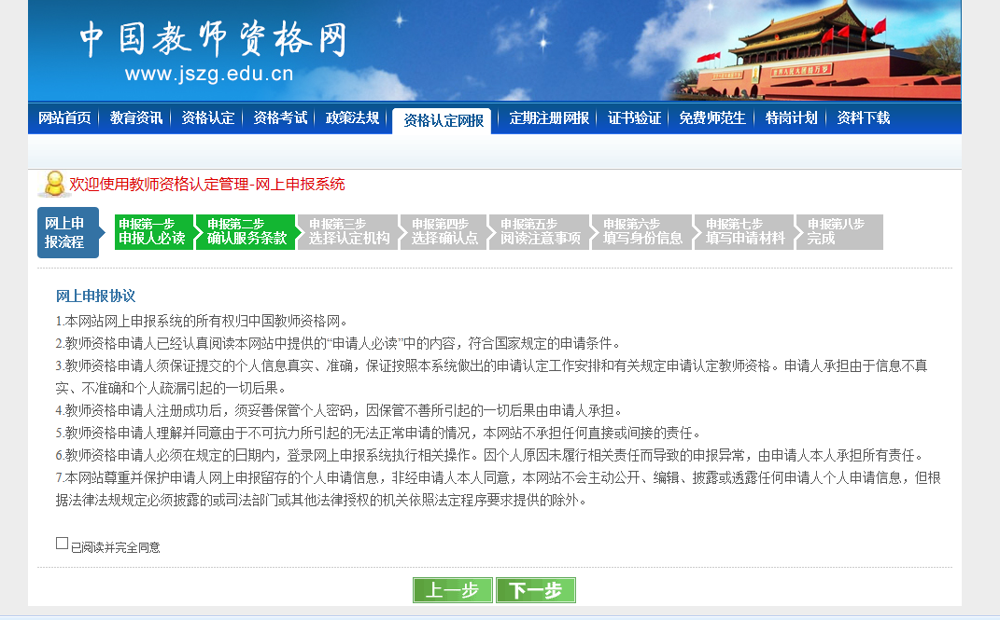 中国教师资格网
www.jszg.edu.cn
网站首页 教育资讯 资格认定 资格考试 政策法规 资格认定网报 定期注册网报 证书验证 免费师范生 特岗计划 资料下载
欢迎使用教师资格认定管理-网上申报系统
网上申
报流程
申报第一步
申报人必读
申报第二步
确认服务条款
申报第三步
选择认定机构
申报第四步
选择确认点
申报第五步
阅读注意事项
申报第六步
填写身份信息
申报第七步
填写申请材料
申报第八步
完成
网上申报协议
1.本网站网上申报系统的所有权归中国教师资格网。
2.教师资格申请人已经认真阅读本网站中提供的“申请人必读”中的内容，符合国家规定的申请条件。
3.教师资格申请人须保证提交的个人信息真实、准确，保证按照本系统做出的申请认定工作安排和有关规定申请认定教师资格。申请人承担由于信息不真
实、不准确和个人疏漏引起的一切后果。
4.教师资格申请人注册成功后，须妥善保管个人密码，因保管不善所引起的一切后果由申请人承担。
5.教师资格申请人理解并同意由于不可抗力所引起的无法正常申请的情况，本网站不承担任何直接或间接的责任。
6.教师资格申请人必须在规定的日期内，登录网上申报系统执行相关操作。因个人原因未履行相关责任而导致的申报异常，由申请人本人承担所有责任。
7.本网站尊重并保护申请人网上申报留存的个人申请信息，非经申请人本人同意，本网站不会主动公开、编辑、披露或透露任何申请人个人申请信息，但根
据法律法规规定必须披露的或司法部门或其他法律授权的机关依照法定程序要求提供的除外。
已阅读并完全同意
上一步 下一步